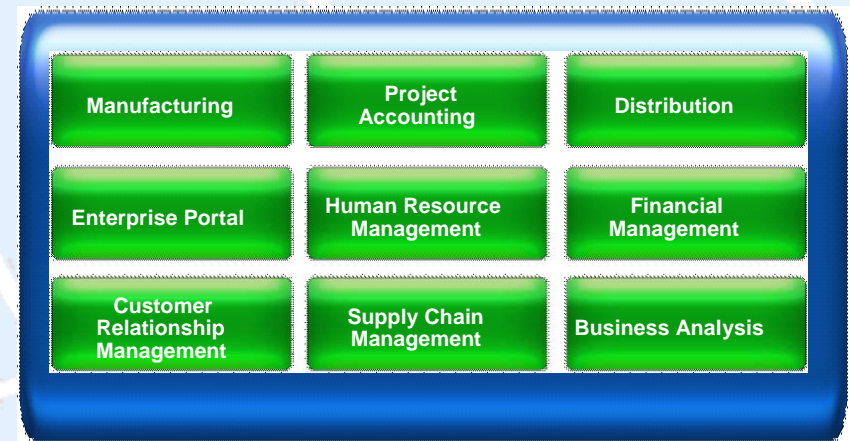 Manufacturing
Project
Accounting
Distribution
Enterprise Portal
Human Resource
Management
Financial
Management
Customer
Relationship
Management
Supply Chain
Management
Business Analysis